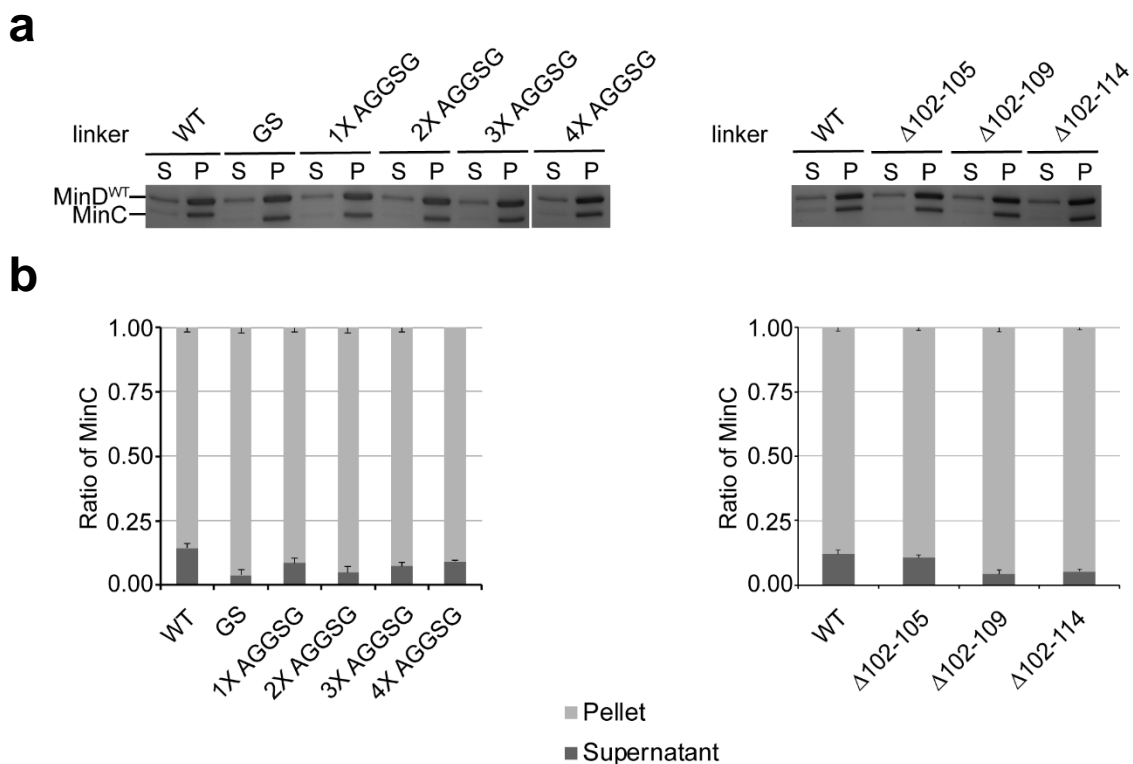 a
linker WT GS 1X AGGSG 2X AGGSG 3X AGGSG 4X AGGSG
S P S P S P S P S P S P
MinDWT
MinC
linker WT Δ102-105 Δ102-109 Δ102-114
S P S P S P S P
b
Ratio of MinC
1.00
0.75
0.50
0.25
0.00
WT GS 1X AGGSG 2X AGGSG 3X AGGSG 4X AGGSG
Ratio of MinC
1.00
0.75
0.50
0.25
0.00
WT Δ102-105 Δ102-109 Δ102-114
Pellet
Supernatant